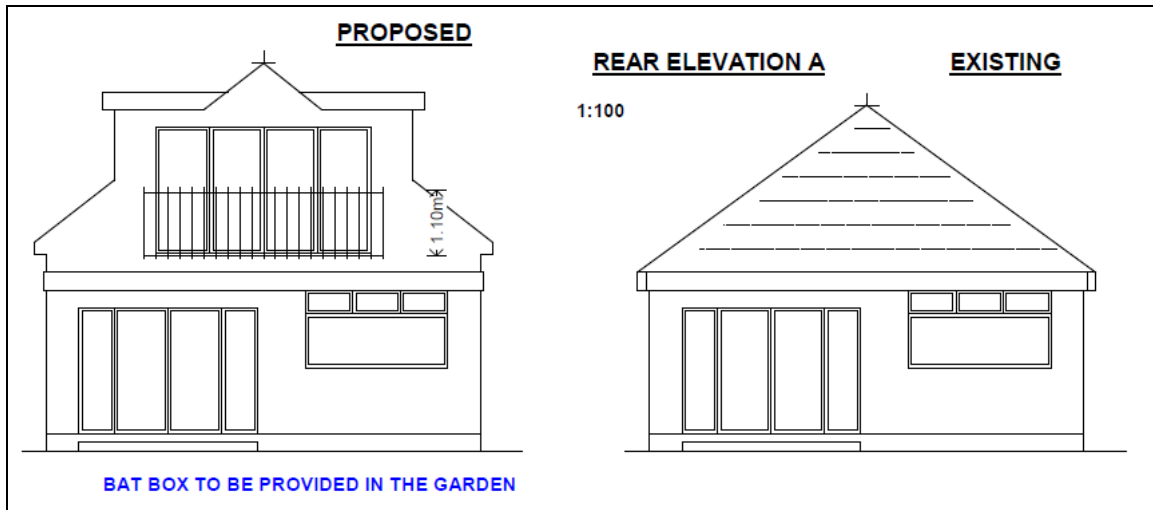 PROPOSED
REAR ELEVATION A
EXISTING
1:100
1.10m
BAT BOX TO BE PROVIDED IN THE GARDEN